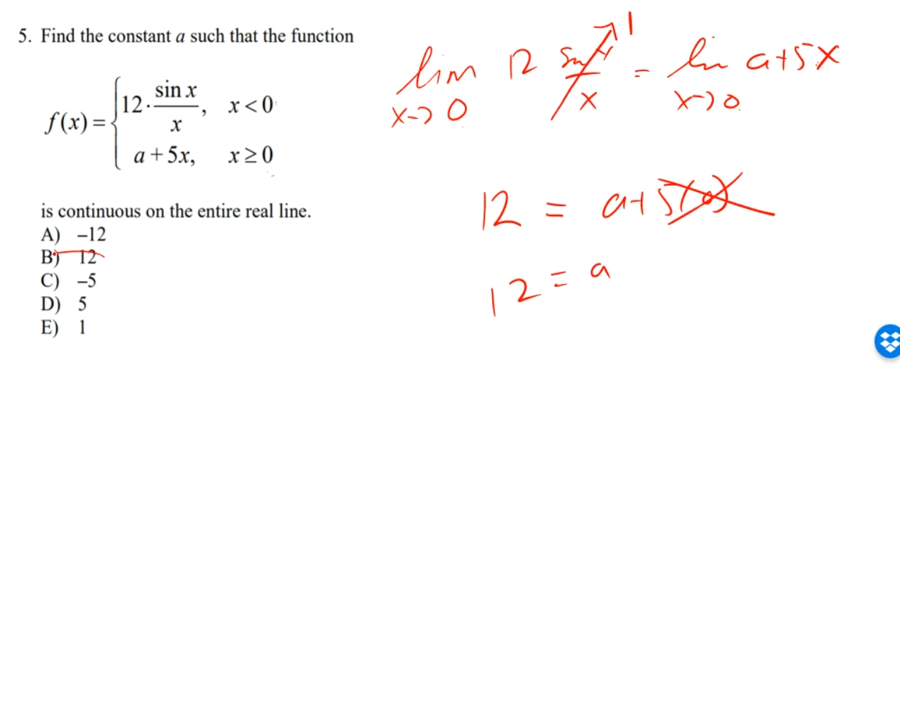 5. Find the constant a such that the function
f(x) = { 12 · sin x / x, x < 0
a + 5x, x ≥ 0
is continuous on the entire real line.
A) –12
B) 12
C) –5
D) 5
E) 1
lim x→0 12 sin x / x → 1 = lim x→0 a+5x
12 = a+5(0)
12 = a